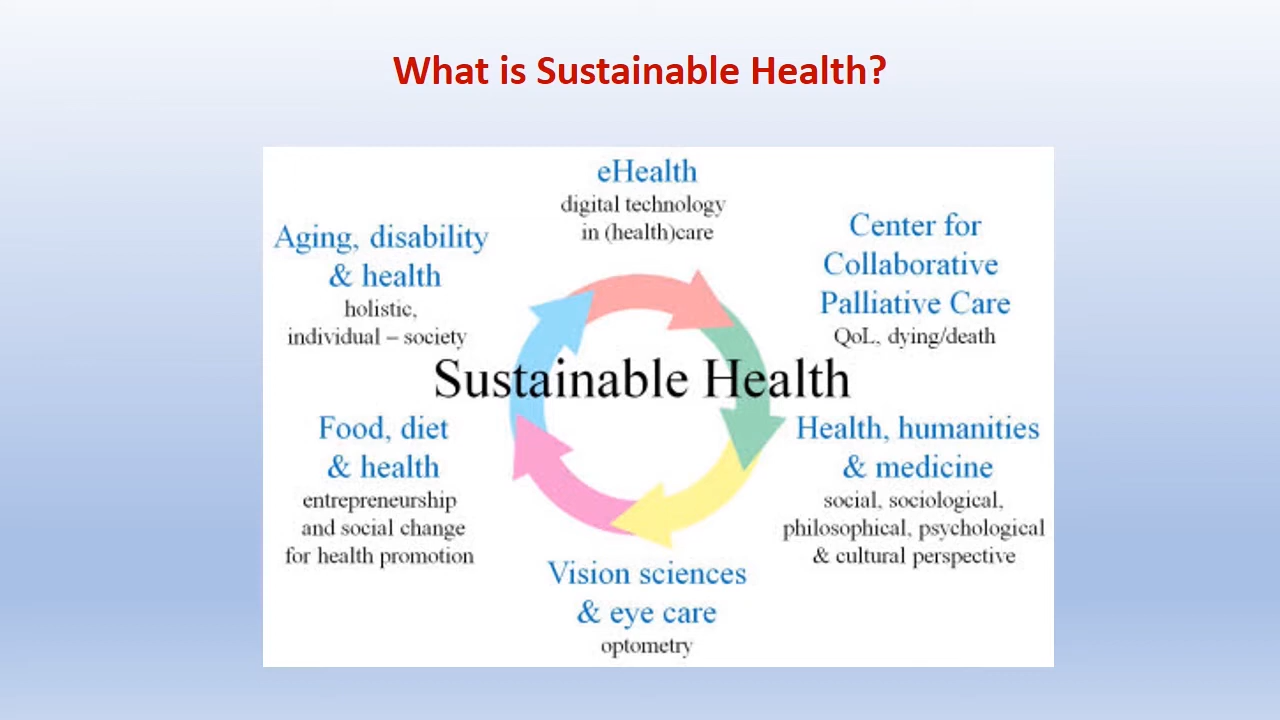 What is Sustainable Health?
eHealth
digital technology
in (health)care
Aging, disability
& health
holistic,
individual – society
Center for
Collaborative
Palliative Care
QoL, dying/death
Sustainable Health
Food, diet
& health
entrepreneurship
and social change
for health promotion
Health, humanities
& medicine
social, sociological,
philosophical, psychological
& cultural perspective
Vision sciences
& eye care
optometry